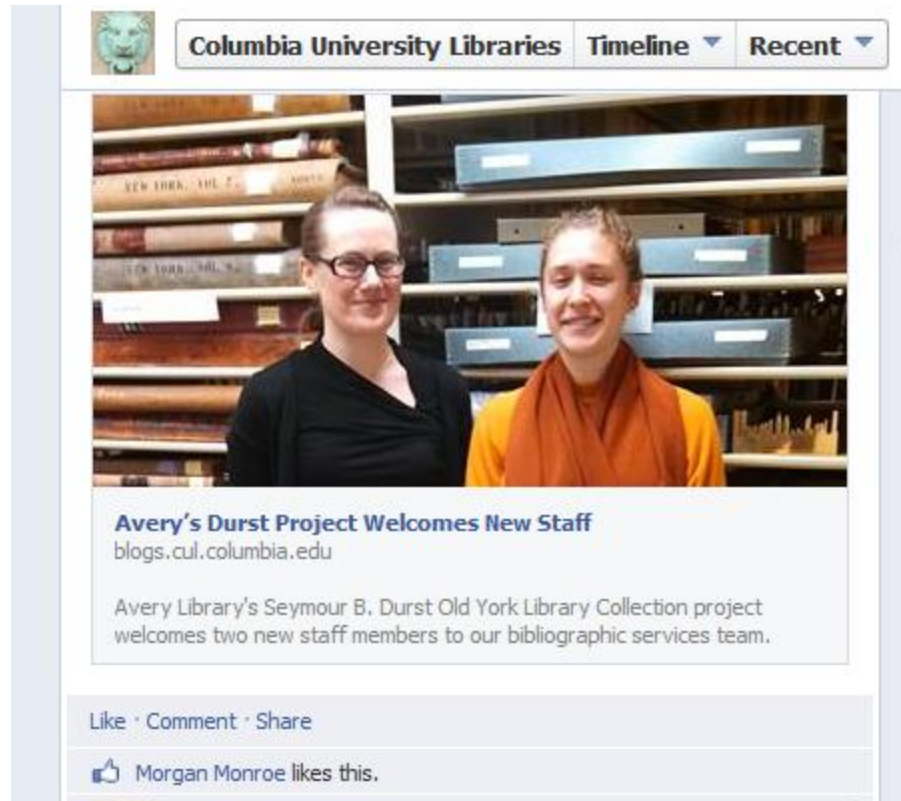 Columbia University Libraries Timeline Recent
NEW YORK. VOL 7.
NEW YORK. VOL
Avery's Durst Project Welcomes New Staff
blogs.cul.columbia.edu
Avery Library's Seymour B. Durst Old York Library Collection project
welcomes two new staff members to our bibliographic services team.
Like · Comment · Share
Morgan Monroe likes this.